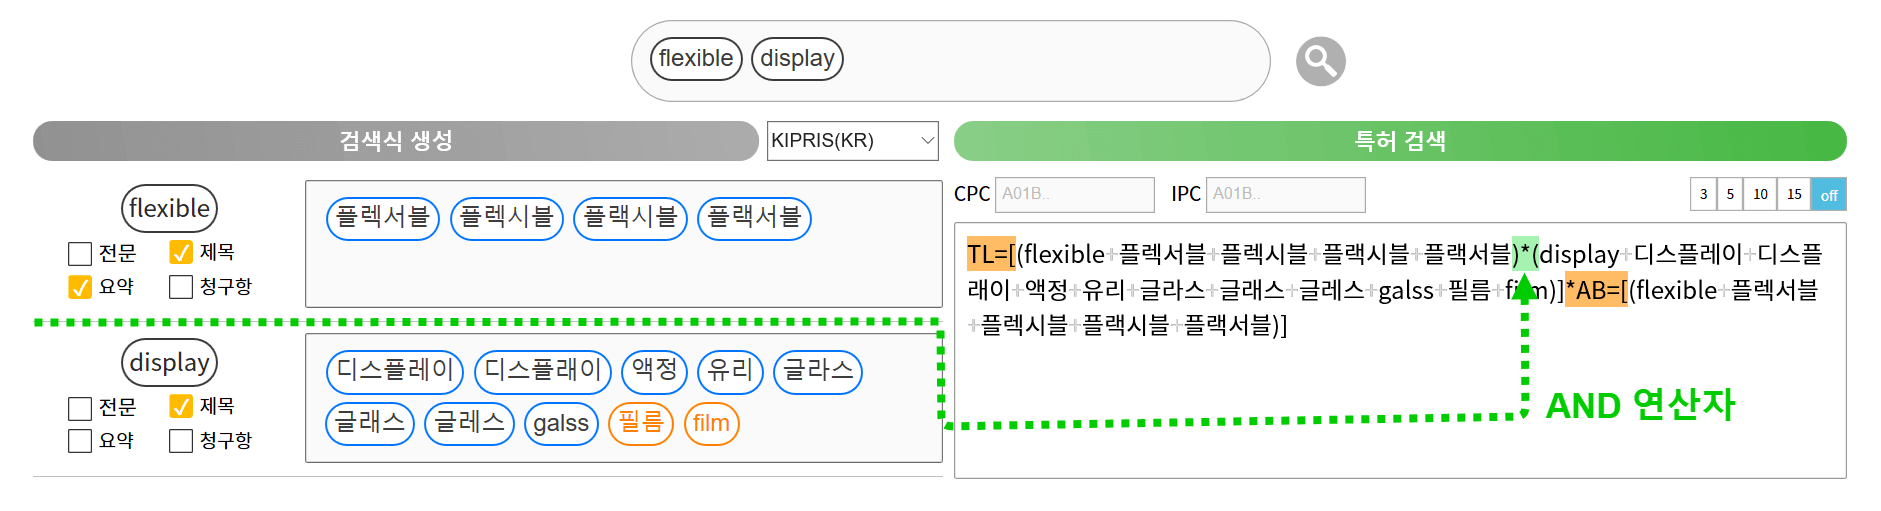 flexible display
검색식 생성
KIPRIS(KR)
특허 검색
flexible
전문 제목
요약 청구항
플렉서블 플렉시블 플랙시블 플랙서블
display
전문 제목
요약 청구항
디스플레이 디스플래이 액정 유리 글라스
글래스 글레스 galss 필름 film
CPC A01B.. IPC A01B.. 3 5 10 15 off
TL=[(flexible+플렉서블+플렉시블+플랙시블+플랙서블)*(display+디스플레이+디스플
래이+액정+유리+글라스+글래스+글레스+galss+필름+film)]*AB=[(flexible+플렉서블
+플렉시블+플랙시블+플랙서블)]
AND 연산자